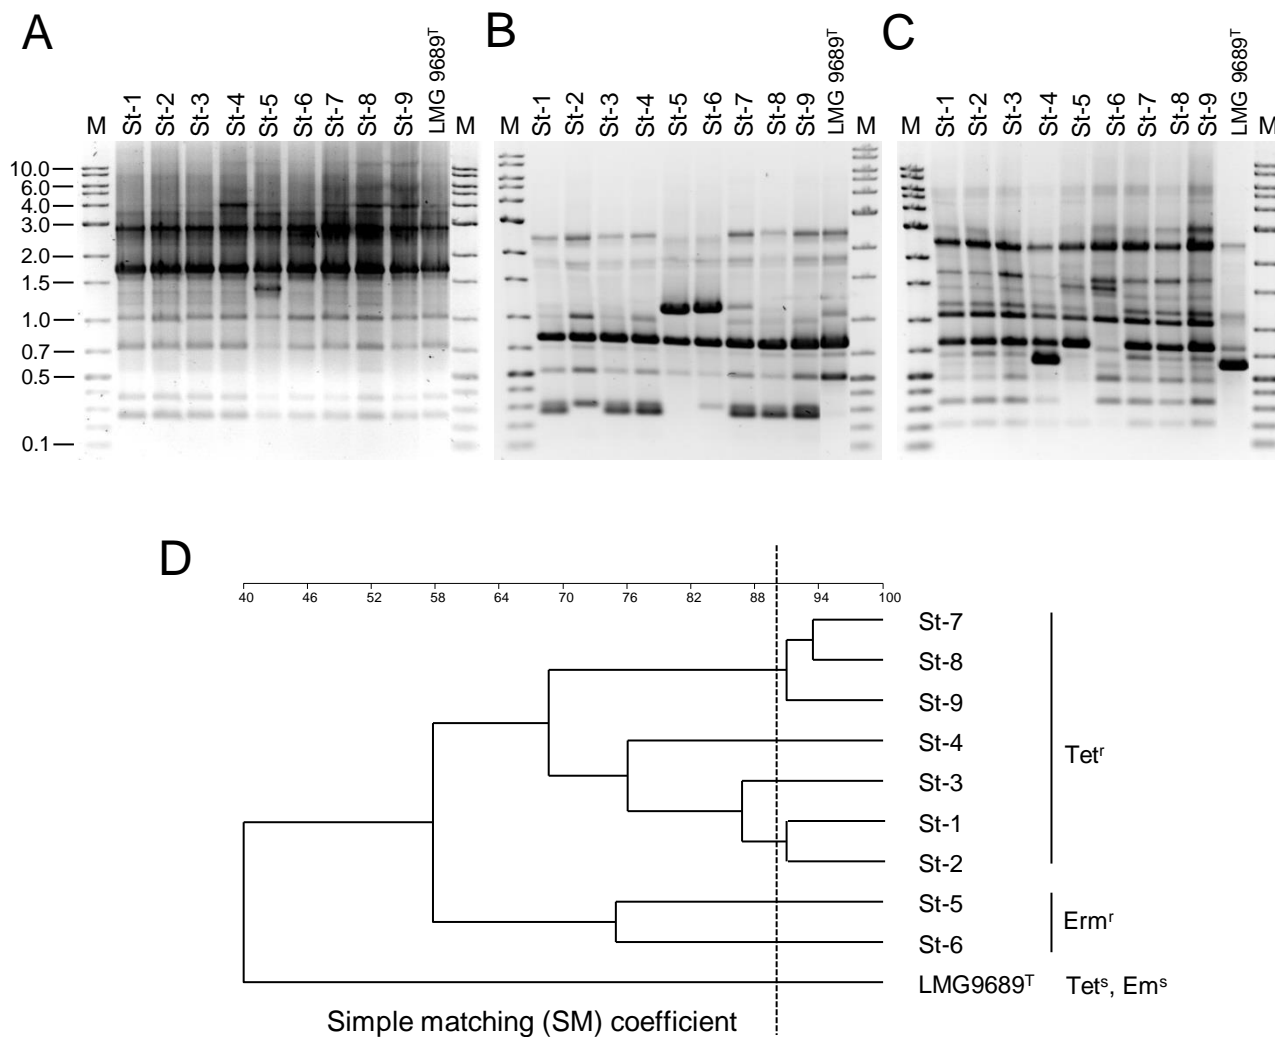 A
M St-1 St-2 St-3 St-4 St-5 St-6 St-7 St-8 St-9 LMG 9689ᵀ M
10.0
6.0
4.0
3.0
2.0
1.5
1.0
0.7
0.5
0.1
B
M St-1 St-2 St-3 St-4 St-5 St-6 St-7 St-8 St-9 LMG 9689ᵀ M
C
M St-1 St-2 St-3 St-4 St-5 St-6 St-7 St-8 St-9 LMG 9689ᵀ M
D
40 46 52 58 64 70 76 82 88 94 100
St-7
St-8
St-9
St-4
St-3
St-1
St-2
St-5
St-6
LMG9689ᵀ
Tetʳ
Ermʳ
Tetˢ, Emˢ
Simple matching (SM) coefficient